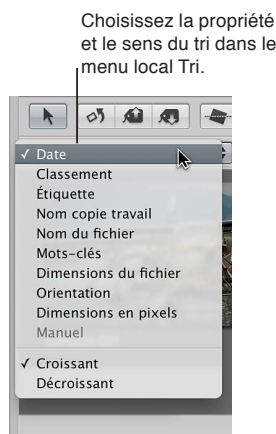 Choisissez la propriété
et le sens du tri dans le
menu local Tri.
✓ Date
Classement
Étiquette
Nom copie travail
Nom du fichier
Mots-clés
Dimensions du fichier
Orientation
Dimensions en pixels
Manuel
✓ Croissant
Décroissant